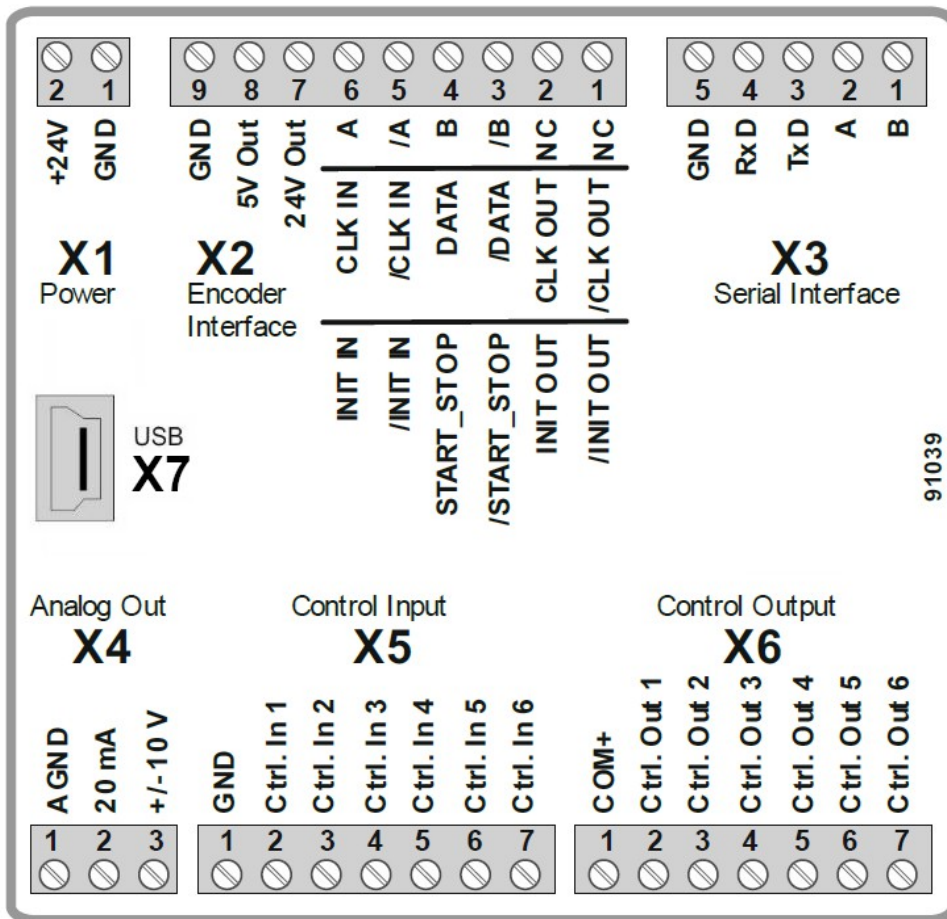 2 1
+24V
GND
X1
Power
9 8 7 6 5 4 3 2 1
GND
5V Out
24V Out
A
/A
B
/B
NC
NC
CLK IN
/CLK IN
DATA
/DATA
CLK OUT
/CLK OUT
INIT IN
/INIT IN
START_STOP
/START_STOP
INIT OUT
/INIT OUT
X2
Encoder
Interface
5 4 3 2 1
GND
RxD
TxD
A
B
X3
Serial Interface
USB
X7
91039
Analog Out
X4
AGND
20 mA
+/-10 V
1 2 3
Control Input
X5
GND
Ctrl. In 1
Ctrl. In 2
Ctrl. In 3
Ctrl. In 4
Ctrl. In 5
Ctrl. In 6
1 2 3 4 5 6 7
Control Output
X6
COM+
Ctrl. Out 1
Ctrl. Out 2
Ctrl. Out 3
Ctrl. Out 4
Ctrl. Out 5
Ctrl. Out 6
1 2 3 4 5 6 7